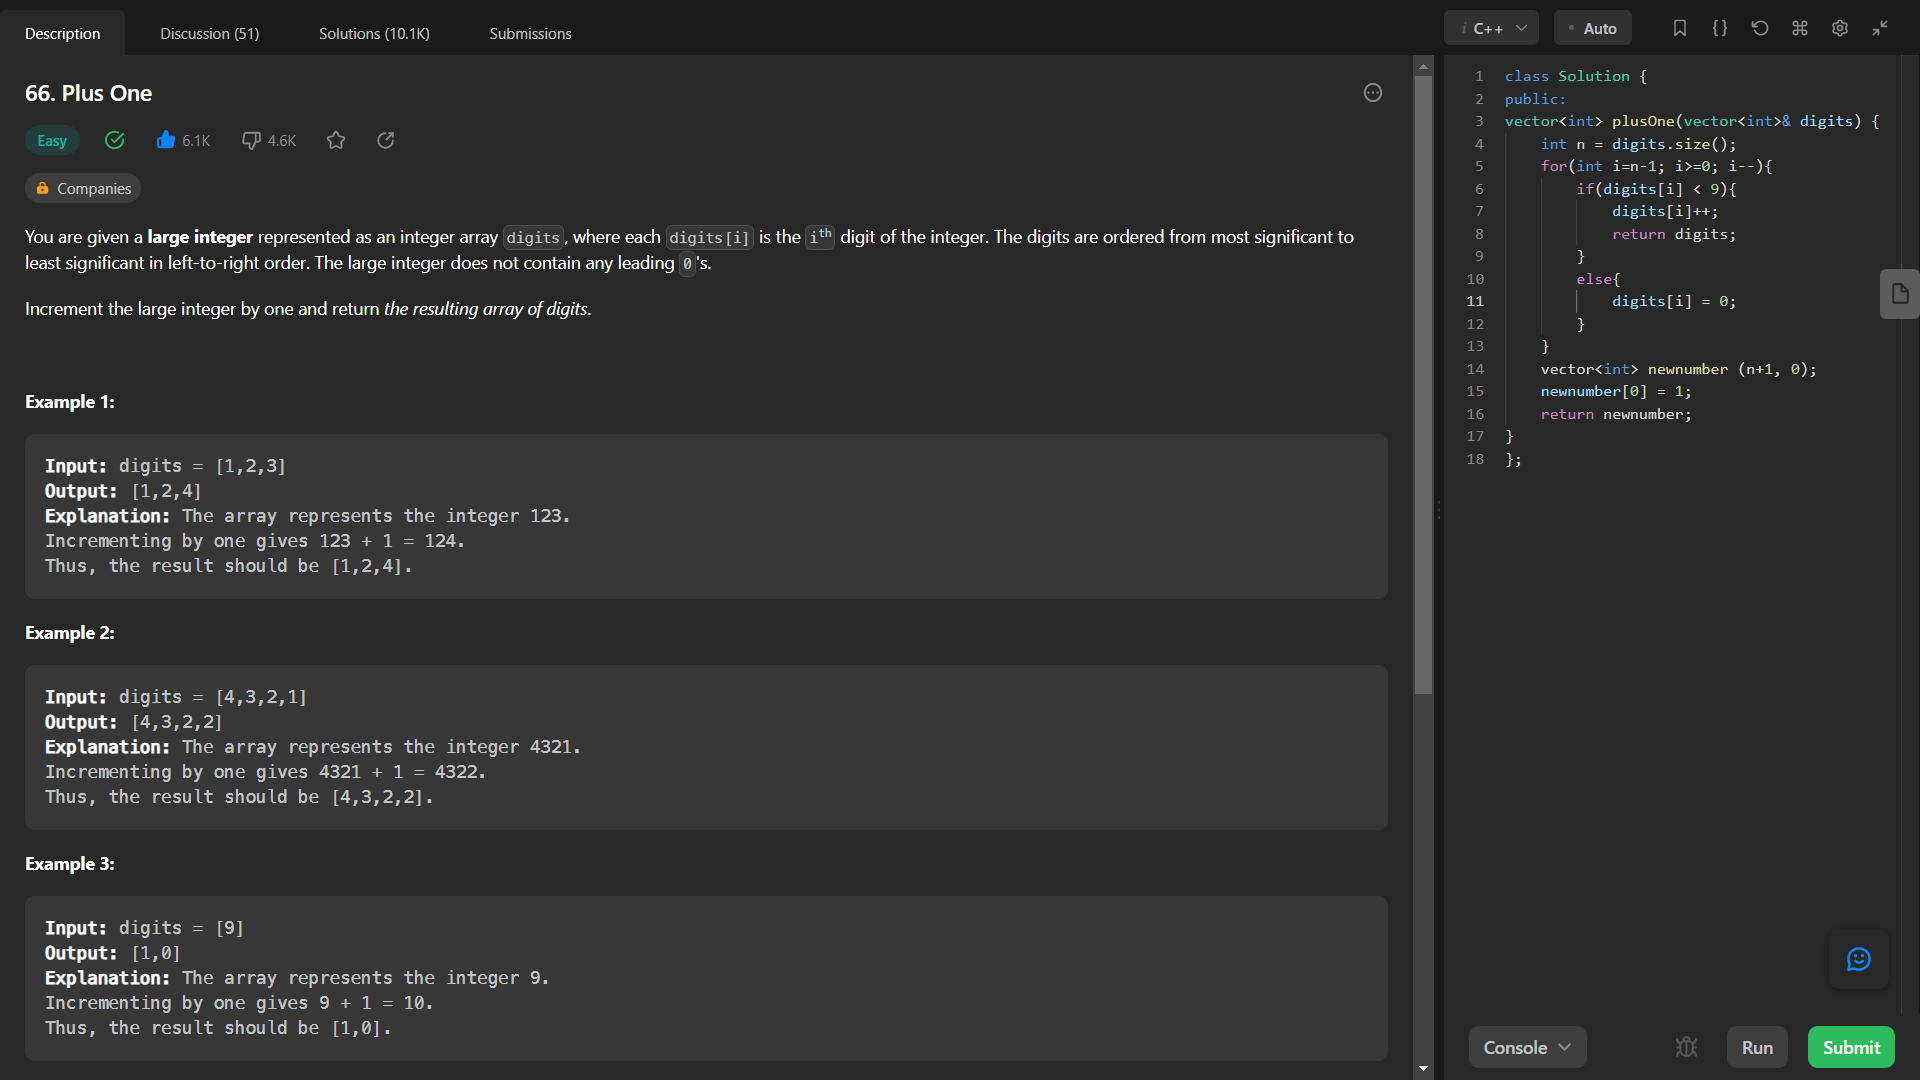 Description Discussion (51) Solutions (10.1K) Submissions
66. Plus One
Easy 6.1K 4.6K
Companies
You are given a large integer represented as an integer array digits, where each digits[i] is the ith digit of the integer. The digits are ordered from most significant to
least significant in left-to-right order. The large integer does not contain any leading 0's.
Increment the large integer by one and return the resulting array of digits.
Example 1:
Input: digits = [1,2,3]
Output: [1,2,4]
Explanation: The array represents the integer 123.
Incrementing by one gives 123 + 1 = 124.
Thus, the result should be [1,2,4].
Example 2:
Input: digits = [4,3,2,1]
Output: [4,3,2,2]
Explanation: The array represents the integer 4321.
Incrementing by one gives 4321 + 1 = 4322.
Thus, the result should be [4,3,2,2].
Example 3:
Input: digits = [9]
Output: [1,0]
Explanation: The array represents the integer 9.
Incrementing by one gives 9 + 1 = 10.
Thus, the result should be [1,0].
i C++ • Auto {}
1 class Solution {
2 public:
3 vector<int> plusOne(vector<int>& digits) {
4 int n = digits.size();
5 for(int i=n-1; i>=0; i--){
6 if(digits[i] < 9){
7 digits[i]++;
8 return digits;
9 }
10 else{
11 digits[i] = 0;
12 }
13 }
14 vector<int> newnumber (n+1, 0);
15 newnumber[0] = 1;
16 return newnumber;
17 }
18 };
Console Run Submit